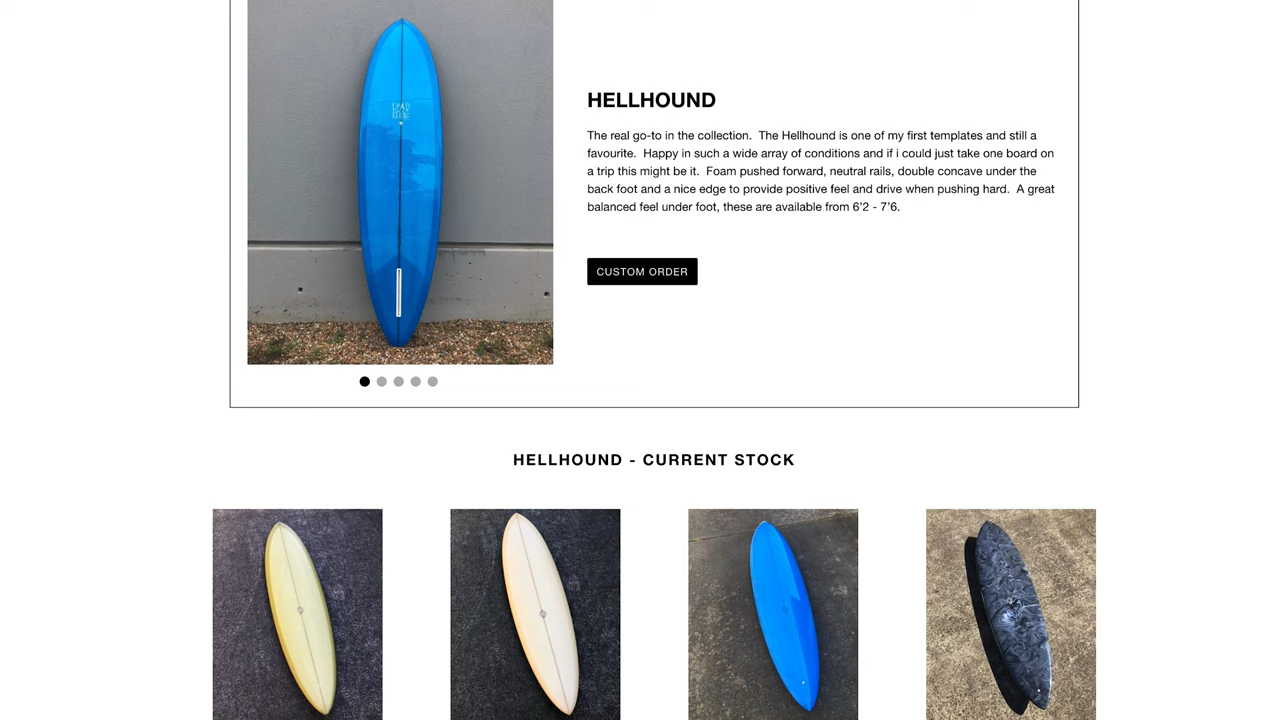 DEAD
KOOKS
HELLHOUND
The real go-to in the collection.  The Hellhound is one of my first templates and still a
favourite.  Happy in such a wide array of conditions and if i could just take one board on
a trip this might be it.  Foam pushed forward, neutral rails, double concave under the
back foot and a nice edge to provide positive feel and drive when pushing hard.  A great
balanced feel under foot, these are available from 6’2 - 7’6.
CUSTOM ORDER
HELLHOUND - CURRENT STOCK